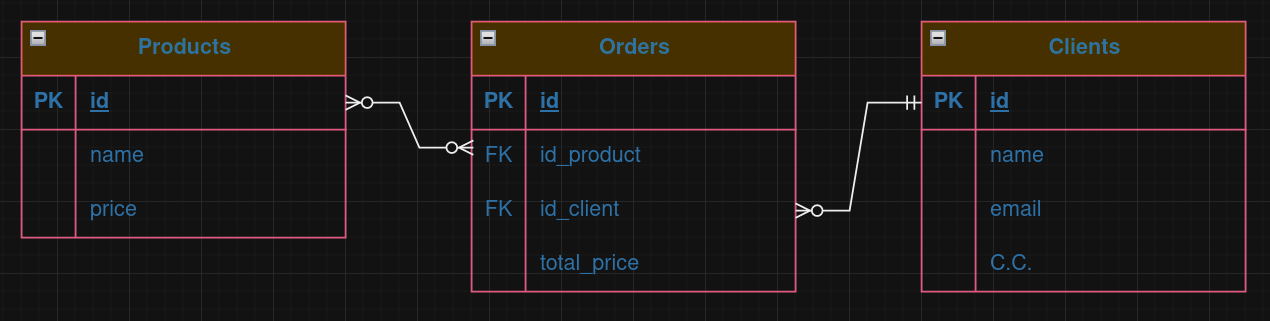 Products
PK id
name
price
Orders
PK id
FK id_product
FK id_client
total_price
Clients
PK id
name
email
C.C.